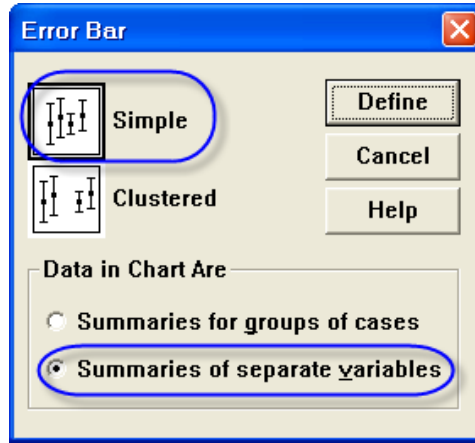 Error Bar
Simple
Define
Cancel
Clustered
Help
Data in Chart Are
Summaries for groups of cases
Summaries of separate variables